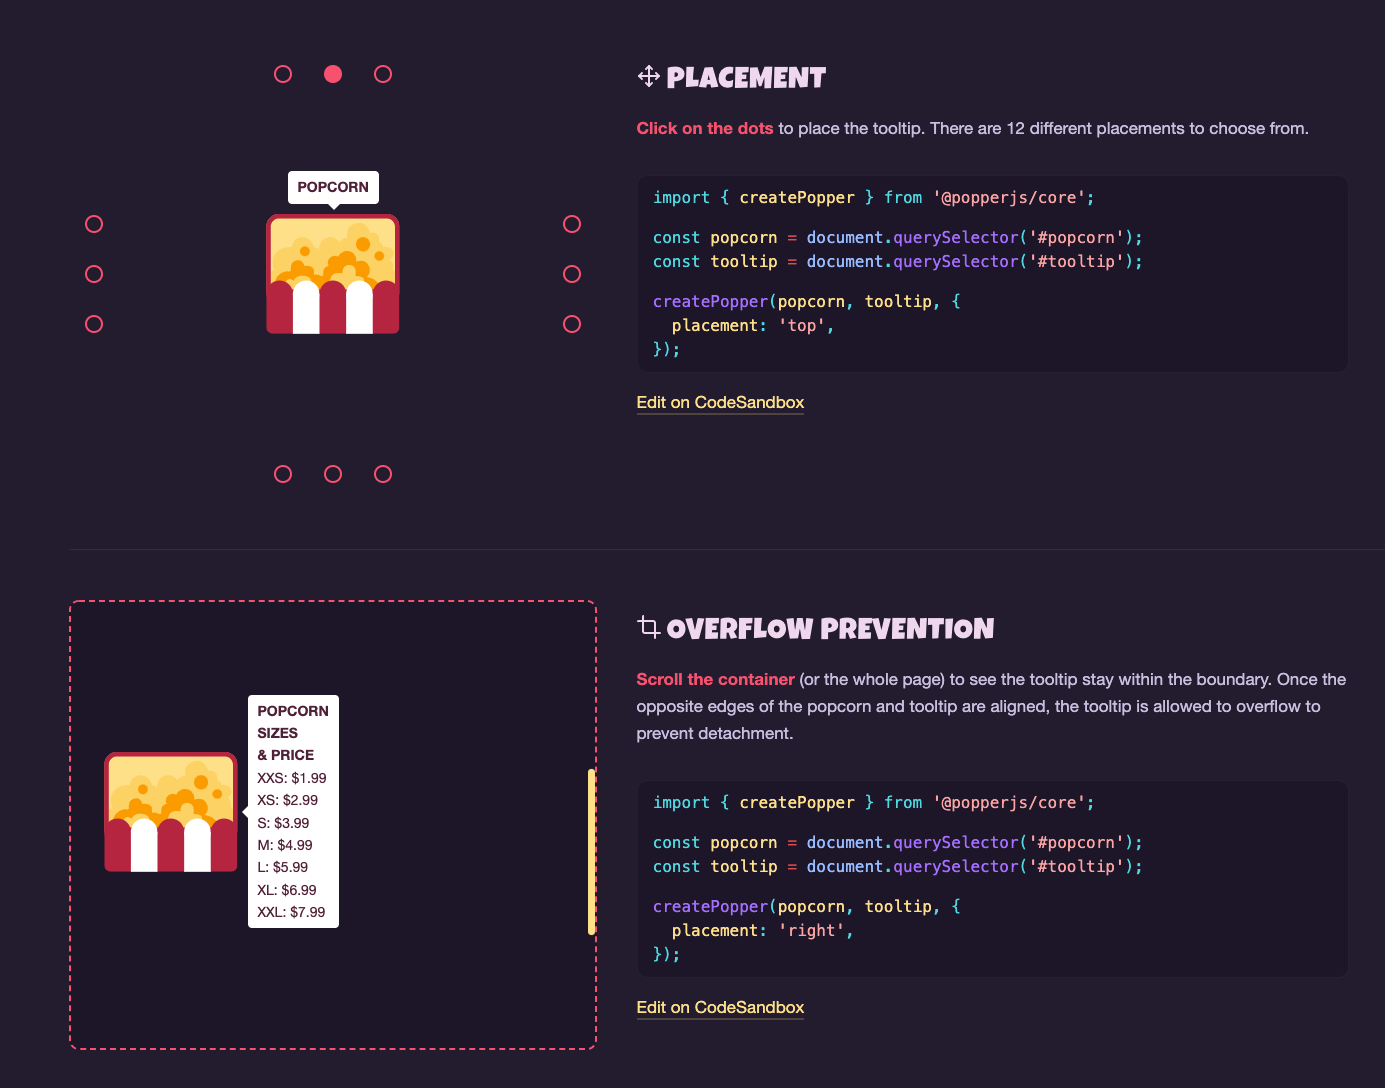 PLACEMENT
Click on the dots to place the tooltip. There are 12 different placements to choose from.
POPCORN
import { createPopper } from '@popperjs/core';
const popcorn = document.querySelector('#popcorn');
const tooltip = document.querySelector('#tooltip');
createPopper(popcorn, tooltip, {
  placement: 'top',
});
Edit on CodeSandbox
OVERFLOW PREVENTION
Scroll the container (or the whole page) to see the tooltip stay within the boundary. Once the
opposite edges of the popcorn and tooltip are aligned, the tooltip is allowed to overflow to
prevent detachment.
POPCORN
SIZES
& PRICE
XXS: $1.99
XS: $2.99
S: $3.99
M: $4.99
L: $5.99
XL: $6.99
XXL: $7.99
import { createPopper } from '@popperjs/core';
const popcorn = document.querySelector('#popcorn');
const tooltip = document.querySelector('#tooltip');
createPopper(popcorn, tooltip, {
  placement: 'right',
});
Edit on CodeSandbox